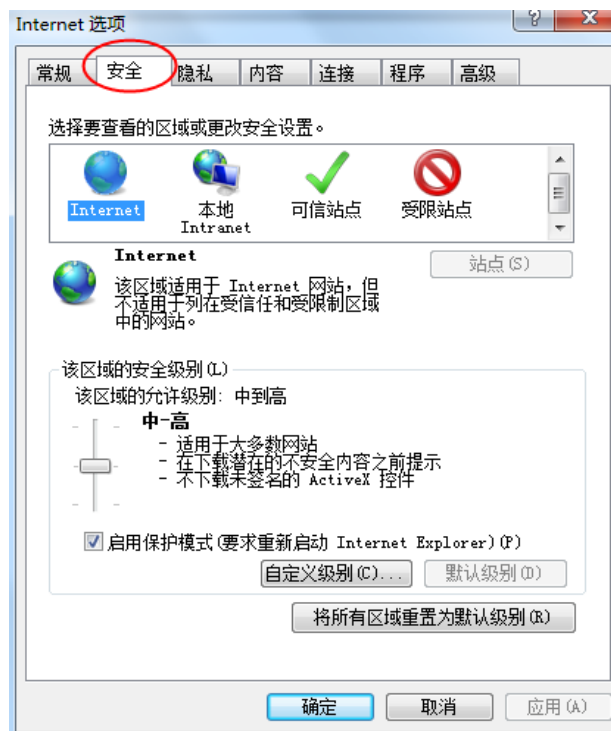 Internet 选项
常规 安全 隐私 内容 连接 程序 高级
选择要查看的区域或更改安全设置。
Internet
本地
Intranet
可信站点
受限站点
Internet
站点(S)
该区域适用于 Internet 网站，但
不适用于列在受信任和受限制区域
中的网站。
该区域的安全级别(L)
该区域的允许级别: 中到高
中-高
- 适用于大多数网站
- 在下载潜在的不安全内容之前提示
- 不下载未签名的 ActiveX 控件
启用保护模式(要求重新启动 Internet Explorer)(P)
自定义级别(C)... 默认级别(D)
将所有区域重置为默认级别(R)
确定 取消 应用(A)